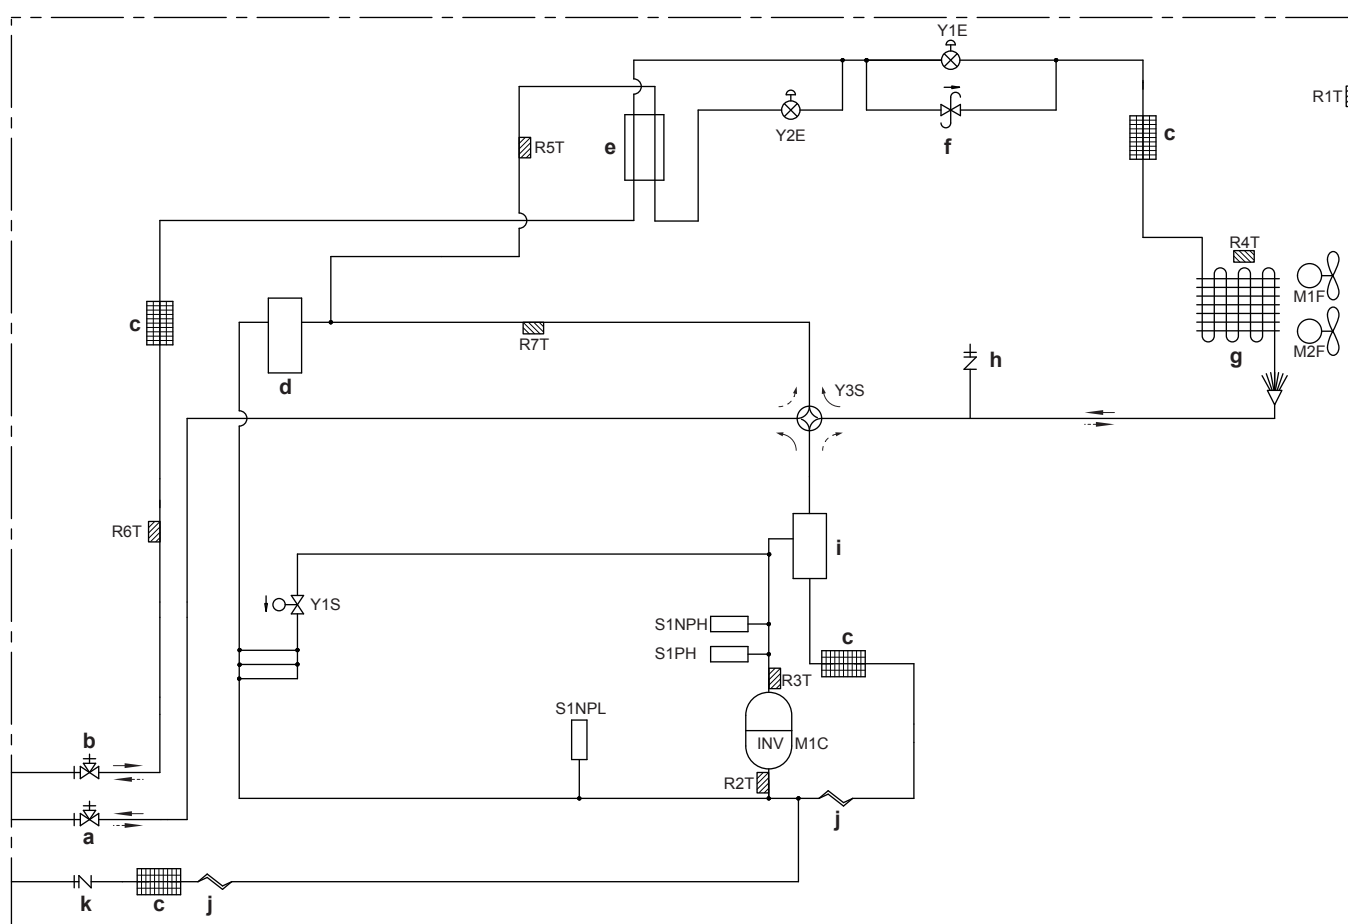 Y1E
R1T
c
R5T
e
Y2E
f
R4T
M1F
c
R7T
h
g
M2F
d
Y3S
R6T
i
Y1S
S1NPH
c
S1PH
R3T
S1NPL
b
INV M1C
R2T
a
j
k
c
j